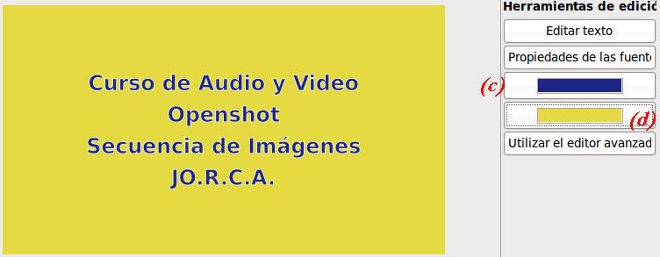 Curso de Audio y Video
Openshot
Secuencia de Imágenes
JO.R.C.A.
Herramientas de edició
Editar texto
Propiedades de las fuent
(c)
(d)
Utilizar el editor avanzad